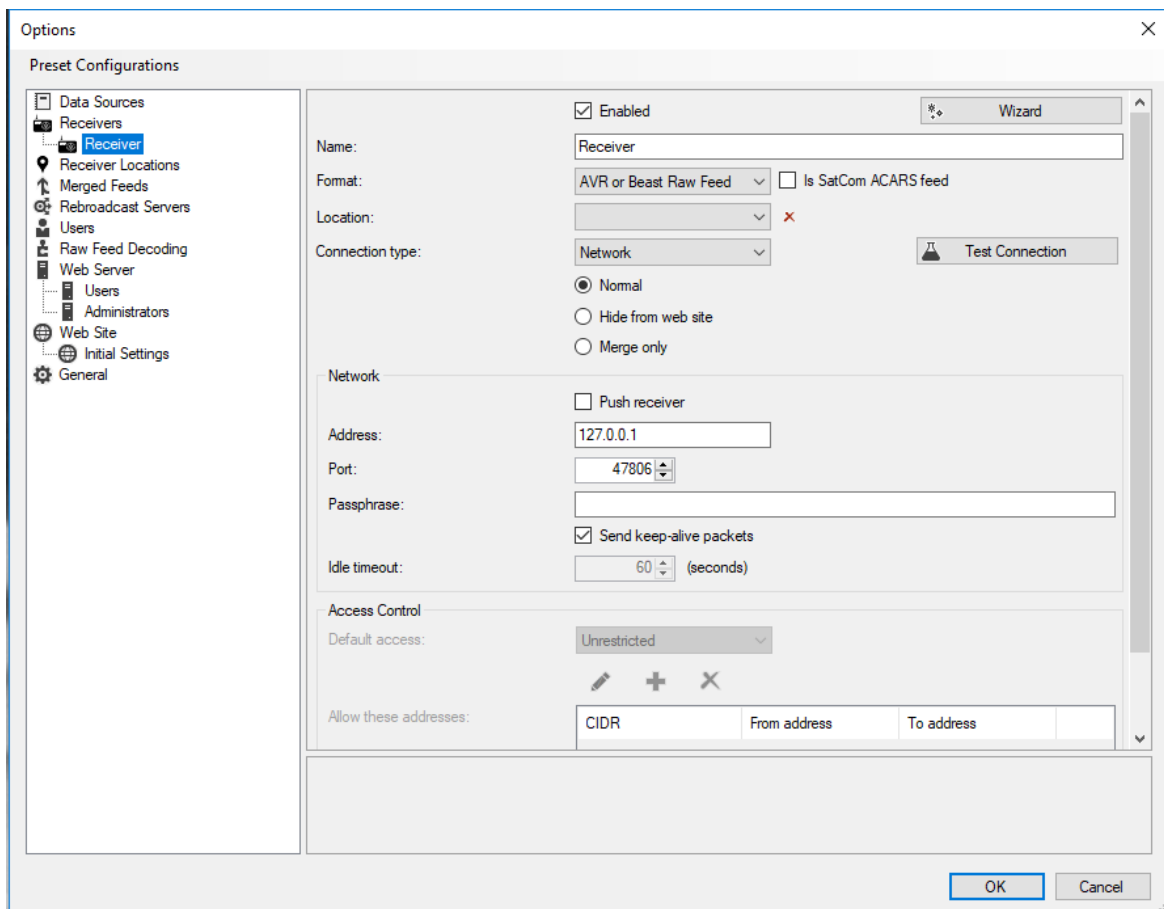 Options
Preset Configurations
Data Sources
Receivers
Receiver
Receiver Locations
Merged Feeds
Rebroadcast Servers
Users
Raw Feed Decoding
Web Server
Users
Administrators
Web Site
Initial Settings
General
Enabled
Wizard
Name: Receiver
Format: AVR or Beast Raw Feed Is SatCom ACARS feed
Location:
Connection type: Network Test Connection
Normal
Hide from web site
Merge only
Network
Push receiver
Address: 127.0.0.1
Port: 47806
Passphrase:
Send keep-alive packets
Idle timeout: 60 (seconds)
Access Control
Default access: Unrestricted
Allow these addresses: CIDR From address To address
OK Cancel